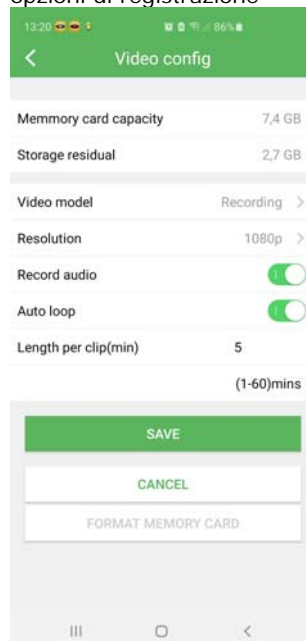 opzioni di registrazione
13:20 86%
Video config
Memmory card capacity 7,4 GB
Storage residual 2,7 GB
Video model Recording >
Resolution 1080p >
Record audio
Auto loop
Length per clip(min) 5
(1-60)mins
SAVE
CANCEL
FORMAT MEMORY CARD